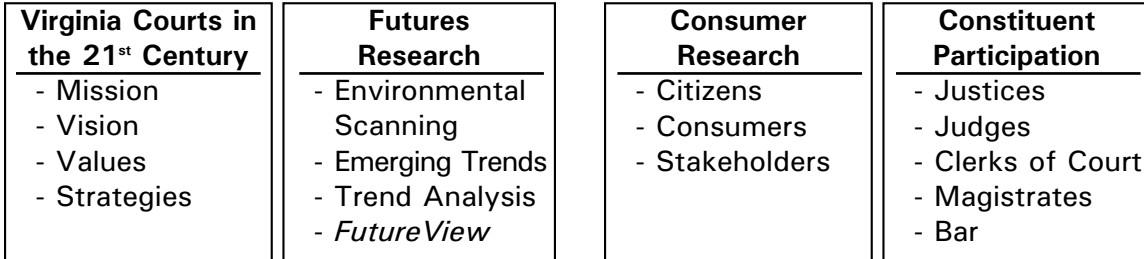 Virginia Courts in
the 21st Century
- Mission
- Vision
- Values
- Strategies
Futures
Research
- Environmental
Scanning
- Emerging Trends
- Trend Analysis
- FutureView
Consumer
Research
- Citizens
- Consumers
- Stakeholders
Constituent
Participation
- Justices
- Judges
- Clerks of Court
- Magistrates
- Bar